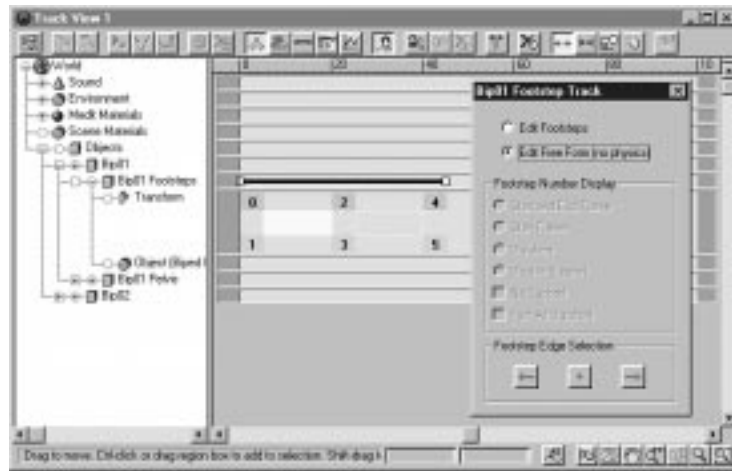 Track View 1
World
Sound
Environment
Medit Materials
Scene Materials
Objects
Bip01
Bip01 Footsteps
Transform
Object (Biped
Bip01 Pelvis
Bip02
0 20 40 60 80 10
0 2 4
1 3 5
Bip01 Footstep Track
Edit Footsteps
Edit Free Form (no physics)
Footstep Number Display
Footstep Edge Selection
Drag to move. Ctrl-click or drag region box to add to selection. Shift-drag